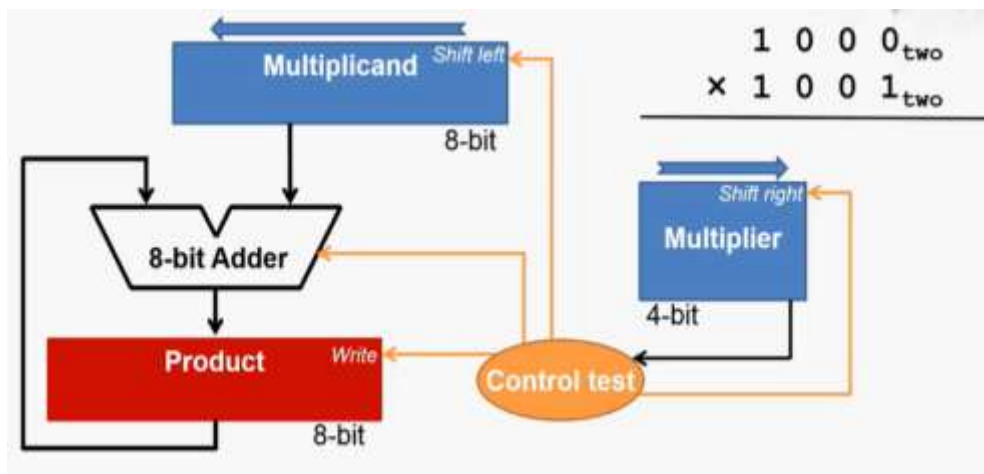 Multiplicand
Shift left
8-bit
1 0 0 0two
× 1 0 0 1two
Shift right
Multiplier
4-bit
8-bit Adder
Product
Write
8-bit
Control test